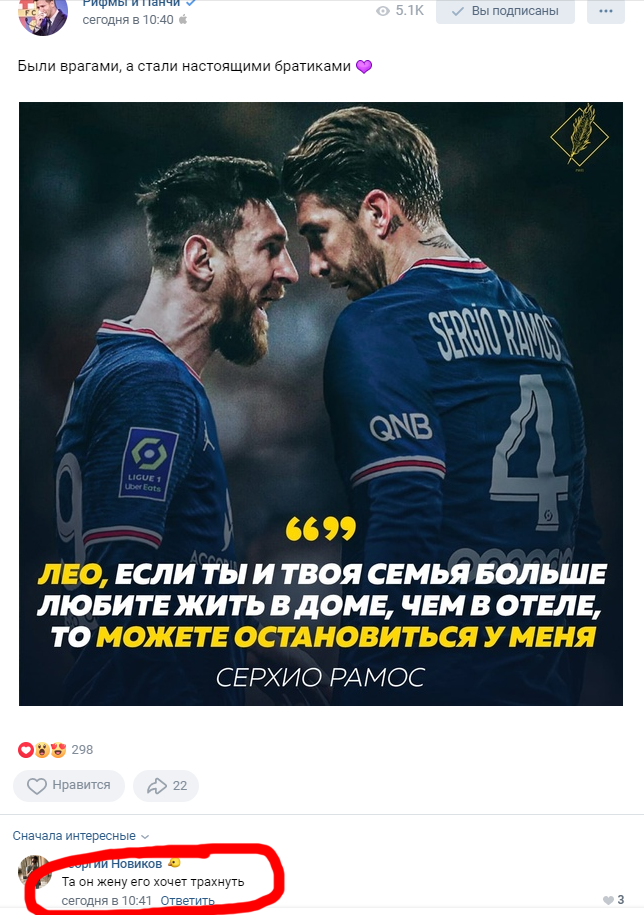 Рифмы и Панчи
сегодня в 10:40
5.1K
Вы подписаны
Были врагами, а стали настоящими братиками
SERGIO RAMOS
4
QNB
LIGUE 1
Uber Eats
ЛЕО, ЕСЛИ ТЫ И ТВОЯ СЕМЬЯ БОЛЬШЕ
ЛЮБИТЕ ЖИТЬ В ДОМЕ, ЧЕМ В ОТЕЛЕ,
ТО МОЖЕТЕ ОСТАНОВИТЬСЯ У МЕНЯ
СЕРХИО РАМОС
298
Нравится
22
Сначала интересные
Георгий Новиков
Та он жену его хочет трахнуть
сегодня в 10:41 Ответить
3